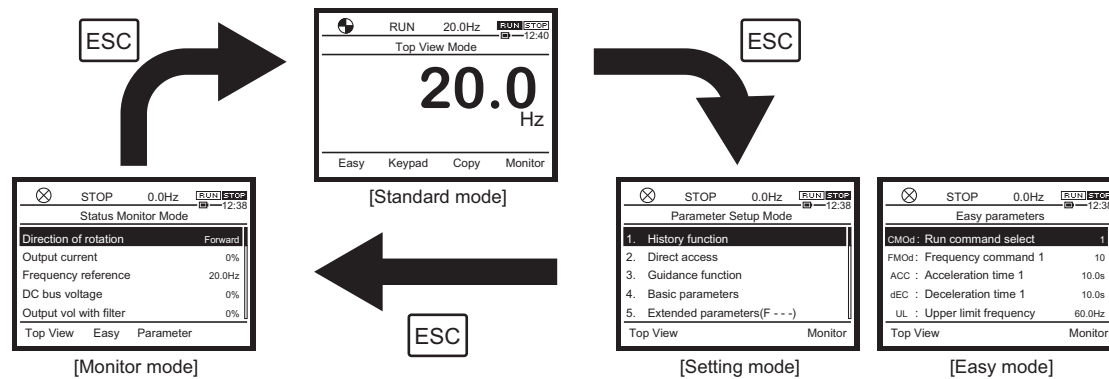 ESC
RUN 20.0Hz RUN STOP
12:40
Top View Mode
20.0
Hz
Easy Keypad Copy Monitor
[Standard mode]
ESC
STOP 0.0Hz RUN STOP
12:38
Status Monitor Mode
Direction of rotation Forward
Output current 0%
Frequency reference 20.0Hz
DC bus voltage 0%
Output vol with filter 0%
Top View Easy Parameter
[Monitor mode]
ESC
STOP 0.0Hz RUN STOP
12:38
Parameter Setup Mode
1. History function
2. Direct access
3. Guidance function
4. Basic parameters
5. Extended parameters(F - - -)
Top View Monitor
[Setting mode]
STOP 0.0Hz RUN STOP
12:38
Easy parameters
CMOd : Run command select 1
FMOd : Frequency command 1 10
ACC : Acceleration time 1 10.0s
dEC : Deceleration time 1 10.0s
UL : Upper limit frequency 60.0Hz
Top View Monitor
[Easy mode]